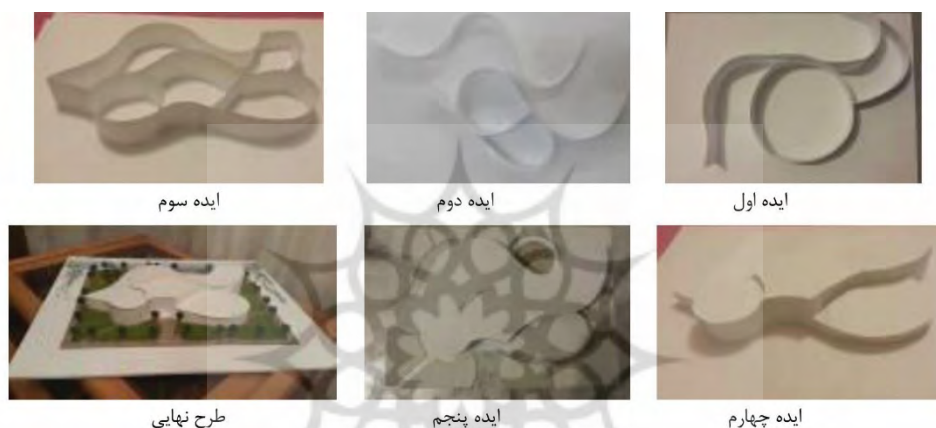 ایده اول
ایده دوم
ایده سوم
ایده چهارم
ایده پنجم
طرح نهایی